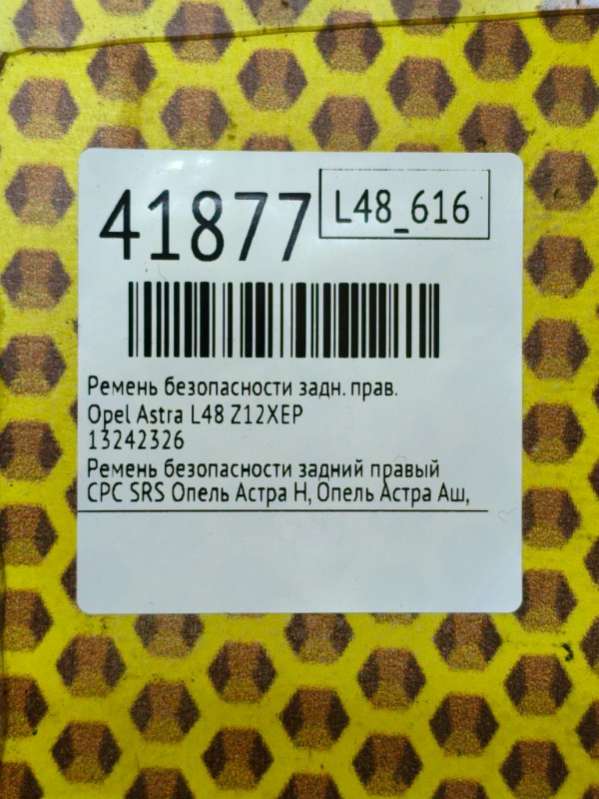 41877
L48_616
Ремень безопасности задн. прав.
Opel Astra L48 Z12XEP
13242326
Ремень безопасности задний правый
СРС SRS Опель Астра Н, Опель Астра Аш,